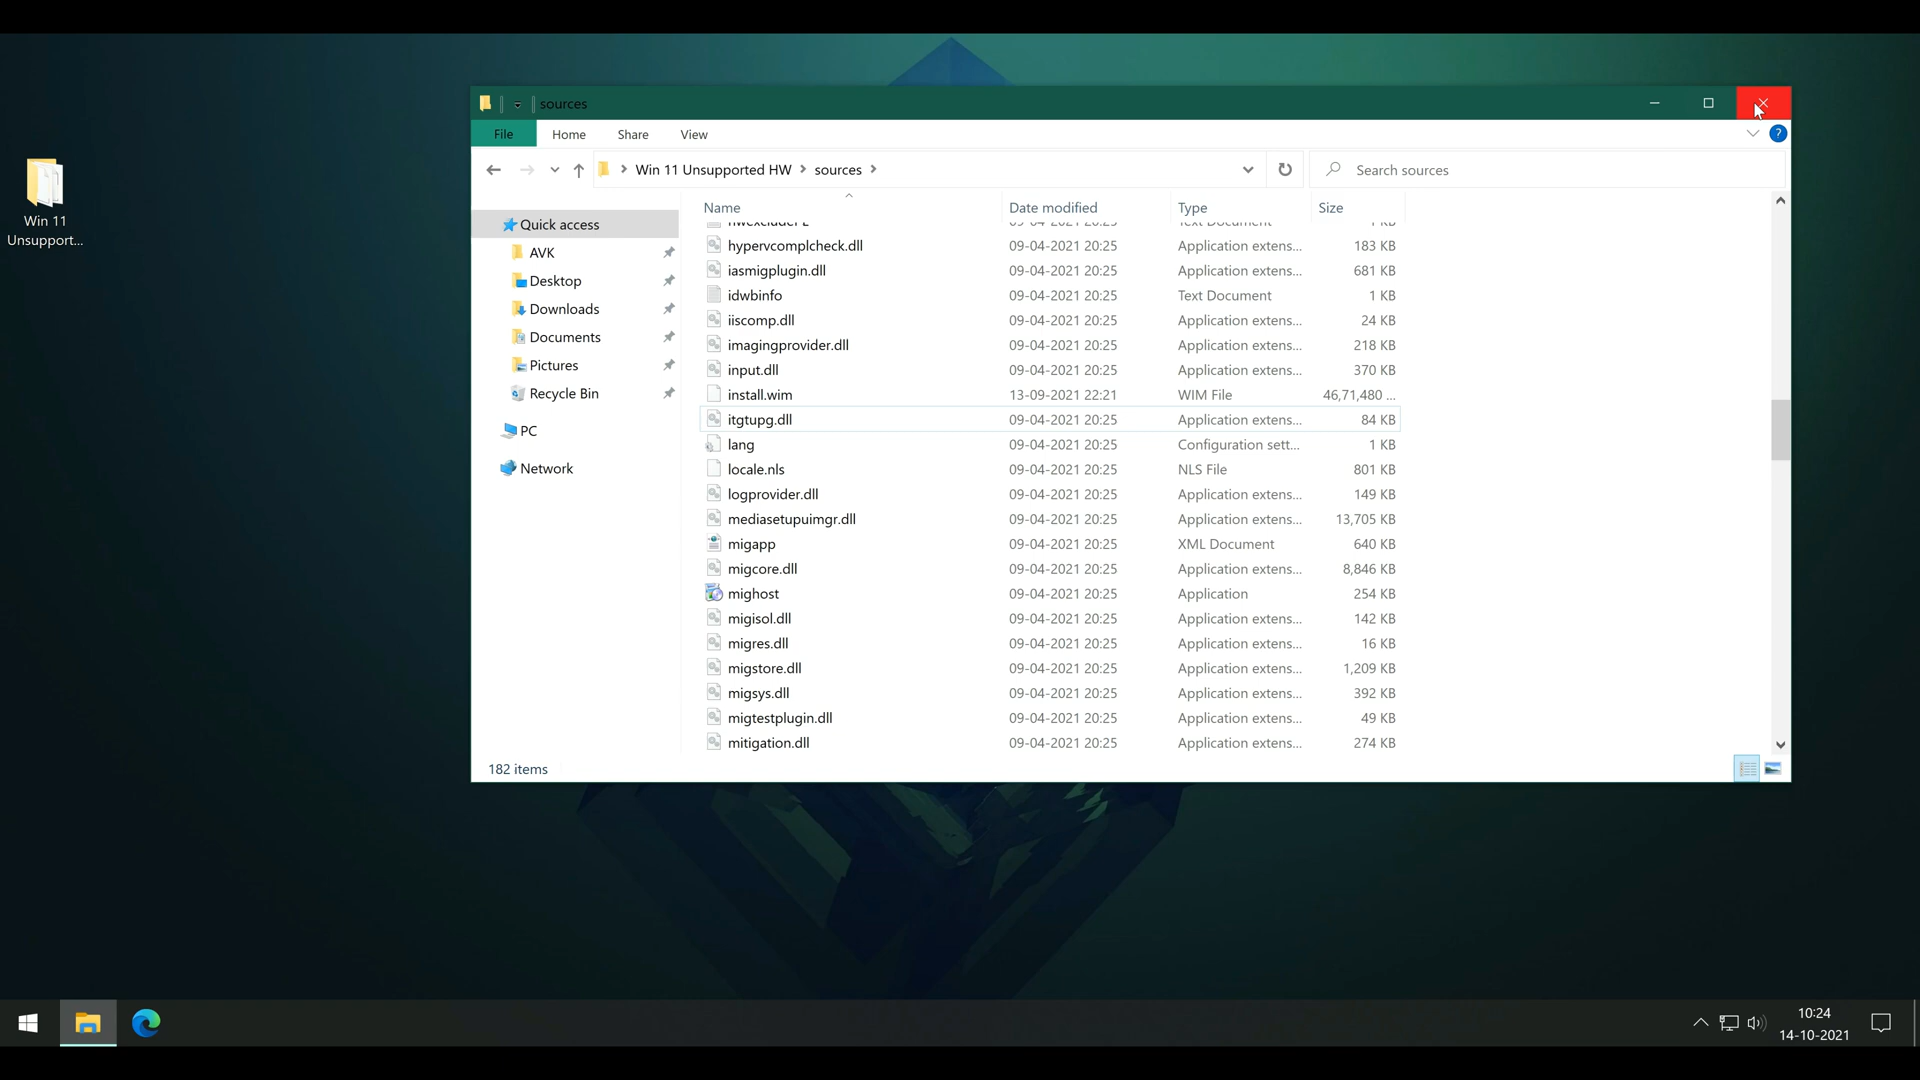 sources
File Home Share View
Win 11 Unsupported HW sources
Search sources
Name Date modified Type Size
hypervcomplcheck.dll 09-04-2021 20:25 Application extens... 183 KB
iasmigplugin.dll 09-04-2021 20:25 Application extens... 681 KB
idwbinfo 09-04-2021 20:25 Text Document 1 KB
iiscomp.dll 09-04-2021 20:25 Application extens... 24 KB
imagingprovider.dll 09-04-2021 20:25 Application extens... 218 KB
input.dll 09-04-2021 20:25 Application extens... 370 KB
install.wim 13-09-2021 22:21 WIM File 46,71,480 ...
itgtupg.dll 09-04-2021 20:25 Application extens... 84 KB
lang 09-04-2021 20:25 Configuration sett... 1 KB
locale.nls 09-04-2021 20:25 NLS File 801 KB
logprovider.dll 09-04-2021 20:25 Application extens... 149 KB
mediasetupuimgr.dll 09-04-2021 20:25 Application extens... 13,705 KB
migapp 09-04-2021 20:25 XML Document 640 KB
migcore.dll 09-04-2021 20:25 Application extens... 8,846 KB
mighost 09-04-2021 20:25 Application 254 KB
migisol.dll 09-04-2021 20:25 Application extens... 142 KB
migres.dll 09-04-2021 20:25 Application extens... 16 KB
migstore.dll 09-04-2021 20:25 Application extens... 1,209 KB
migsys.dll 09-04-2021 20:25 Application extens... 392 KB
migtestplugin.dll 09-04-2021 20:25 Application extens... 49 KB
mitigation.dll 09-04-2021 20:25 Application extens... 274 KB
Quick access
AVK
Desktop
Downloads
Documents
Pictures
Recycle Bin
PC
Network
182 items
Win 11
Unsupport...
10:24
14-10-2021